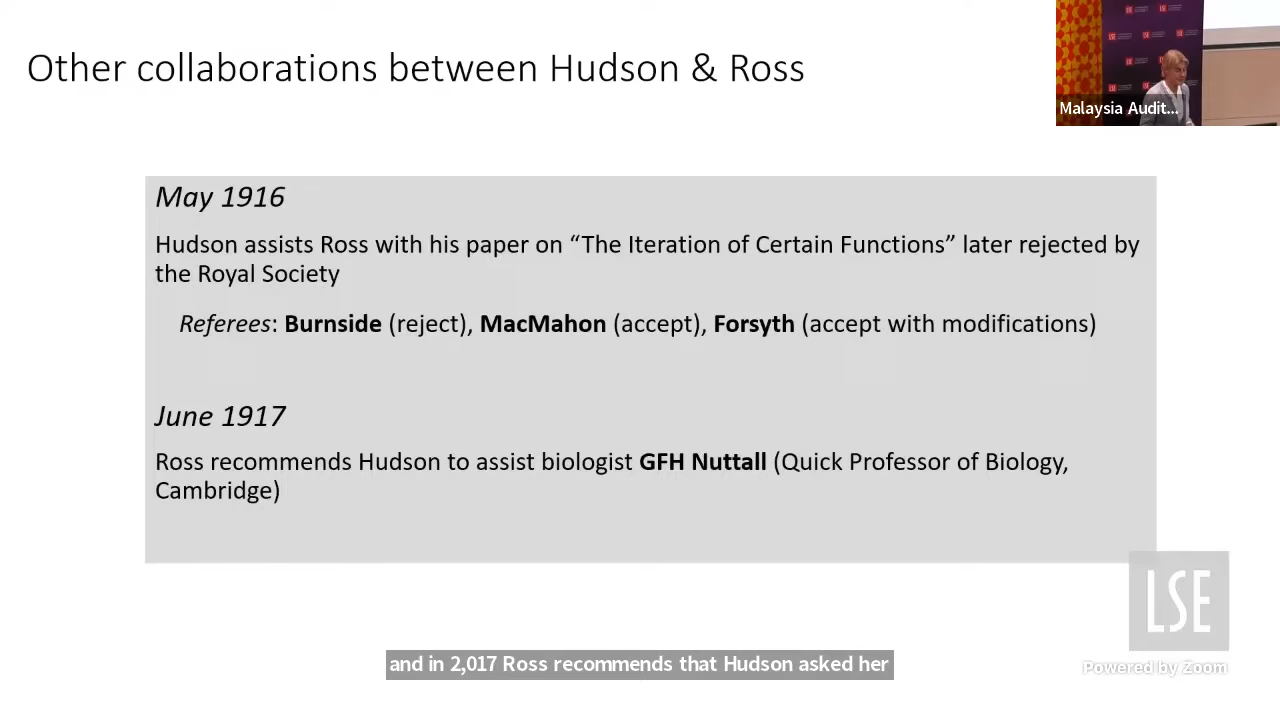 Other collaborations between Hudson & Ross
Malaysia Audit...
May 1916
Hudson assists Ross with his paper on “The Iteration of Certain Functions” later rejected by
the Royal Society
Referees: Burnside (reject), MacMahon (accept), Forsyth (accept with modifications)
June 1917
Ross recommends Hudson to assist biologist GFH Nuttall (Quick Professor of Biology,
Cambridge)
LSE
Powered by Zoom
and in 2,017 Ross recommends that Hudson asked her